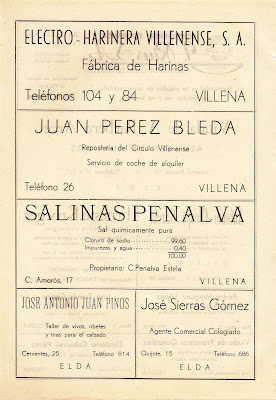 ELECTRO - HARINERA VILLENENSE, S. A.
Fábrica de Harinas
Teléfonos 104 y 84 VILLENA
JUAN PEREZ BLEDA
Repostería del Círculo Villenense
Servicio de coche de alquiler
Teléfono 26 VILLENA
SALINAS PENALVA
Sal químicamente pura
Cloruro de sodio 99,60
Impurezas y agua 0,40
100,00
Propietario: C. Penalva Estela
C. Amorós, 17 VILLENA
JOSE ANTONIO JUAN PINOS
Taller de vivos, ribetes
y tiras para el calzado
Cervantes, 25 Teléfono 814
ELDA
José Sierras Gómez
Agente Comercial Colegiado
Quijote, 15 Teléfono 686
ELDA